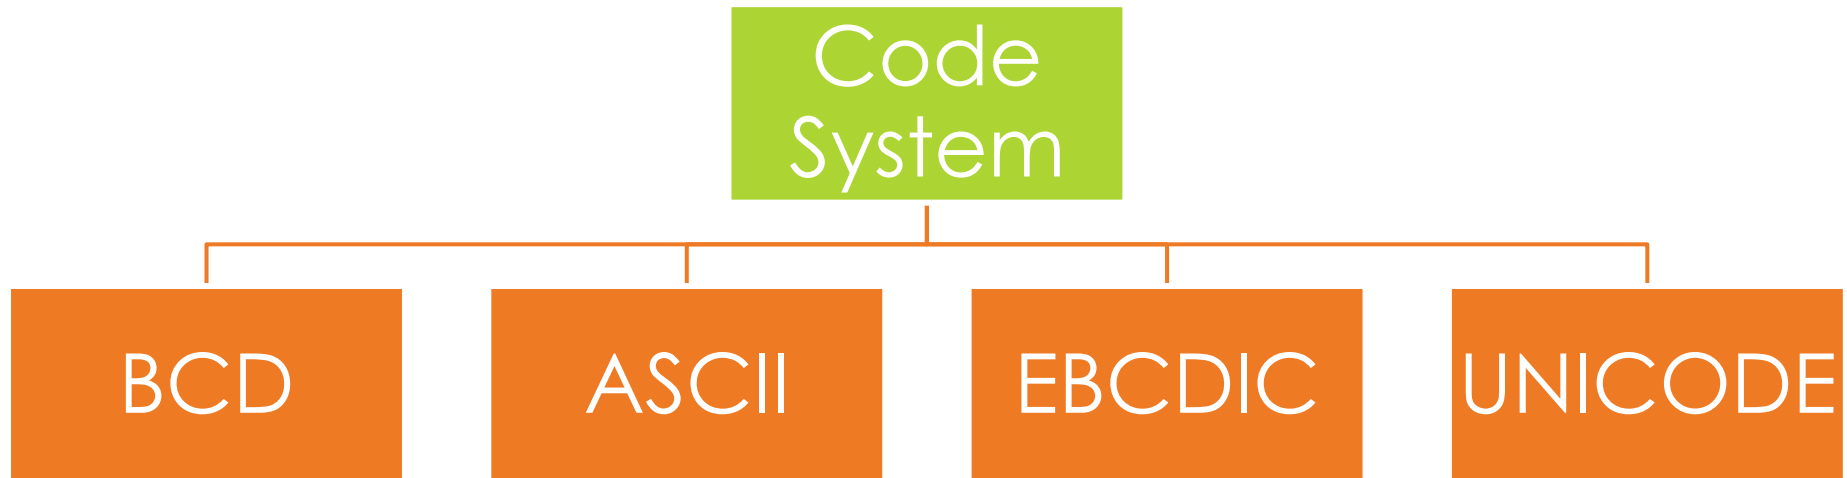 Code
System
BCD
ASCII
EBCDIC
UNICODE